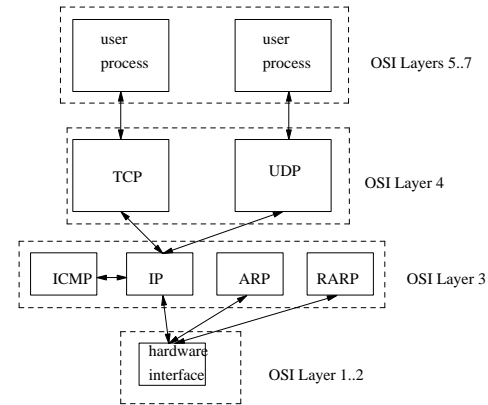 user
process
user
process
OSI Layers 5..7
TCP
UDP
OSI Layer 4
ICMP
IP
ARP
RARP
OSI Layer 3
hardware
interface
OSI Layer 1..2